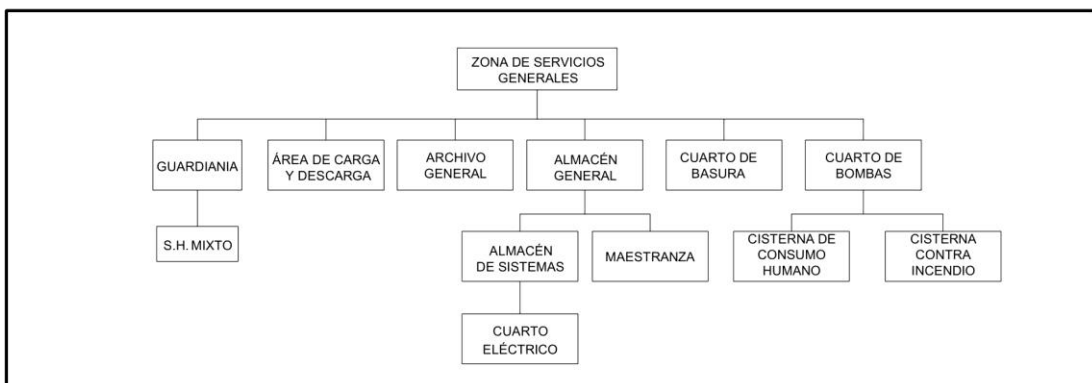 ZONA DE SERVICIOS
GENERALES
GUARDIANIA
ÁREA DE CARGA
Y DESCARGA
ARCHIVO
GENERAL
ALMACÉN
GENERAL
CUARTO DE
BASURA
CUARTO DE
BOMBAS
S.H. MIXTO
ALMACÉN
DE SISTEMAS
MAESTRANZA
CISTERNA DE
CONSUMO
HUMANO
CISTERNA
CONTRA
INCENDIO
CUARTO
ELÉCTRICO